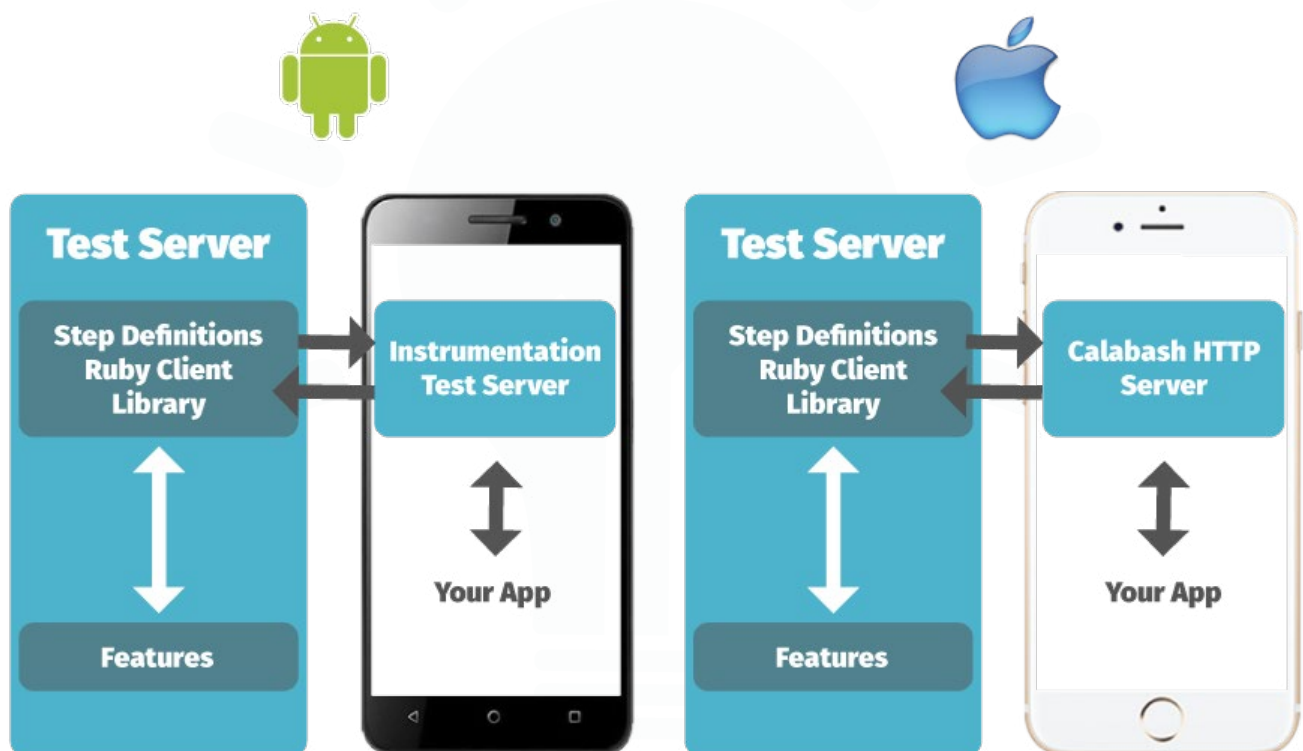 Test Server
Step Definitions
Ruby Client
Library
Features
Instrumentation
Test Server
Your App
Test Server
Step Definitions
Ruby Client
Library
Features
Calabash HTTP
Server
Your App